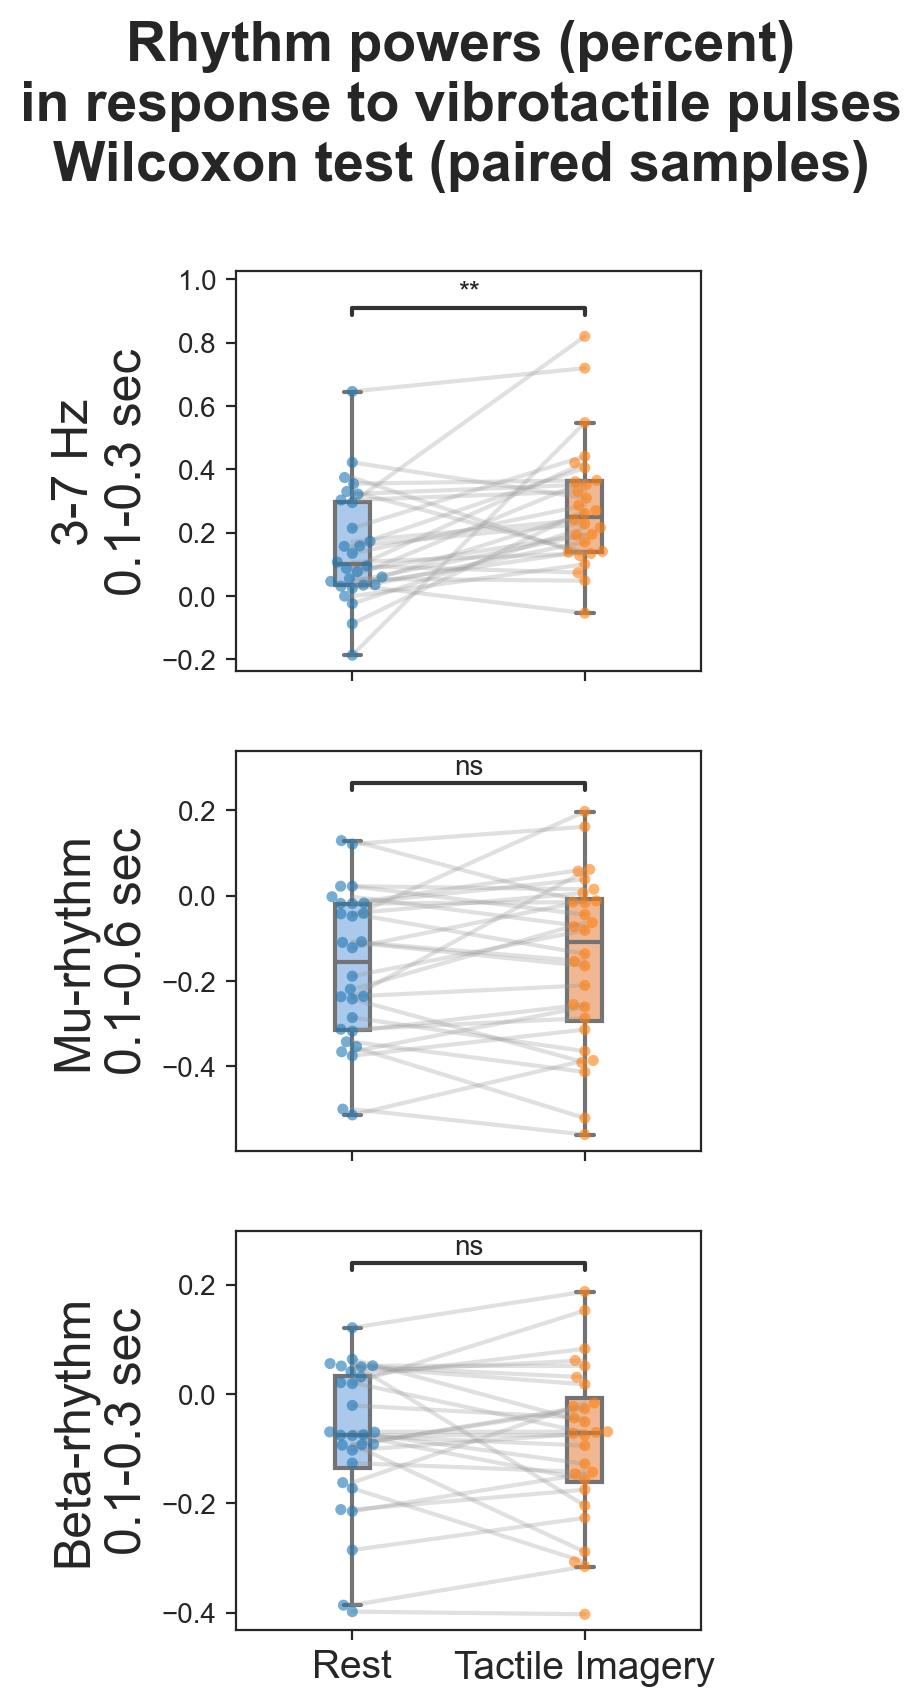 Rhythm powers (percent)
in response to vibrotactile pulses
Wilcoxon test (paired samples)
3-7 Hz
0.1-0.3 sec
1.0
0.8
0.6
0.4
0.2
0.0
−0.2
**
Mu-rhythm
0.1-0.6 sec
0.2
0.0
−0.2
−0.4
ns
Beta-rhythm
0.1-0.3 sec
0.2
0.0
−0.2
−0.4
ns
Rest
Tactile Imagery